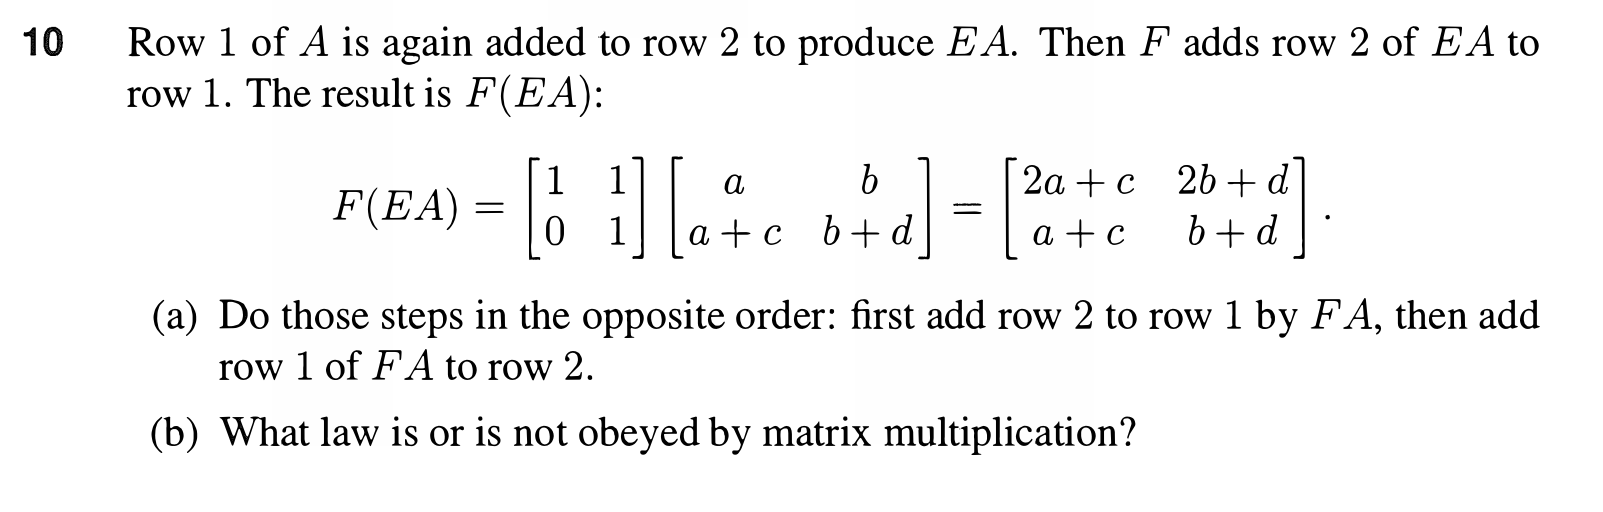 10 Row 1 of A is again added to row 2 to produce EA. Then F adds row 2 of EA to
row 1. The result is F(EA):
F(EA) = [1 1; 0 1] [a b; a + c b + d] = [2a + c 2b + d; a + c b + d].
(a) Do those steps in the opposite order: first add row 2 to row 1 by FA, then add
row 1 of FA to row 2.
(b) What law is or is not obeyed by matrix multiplication?